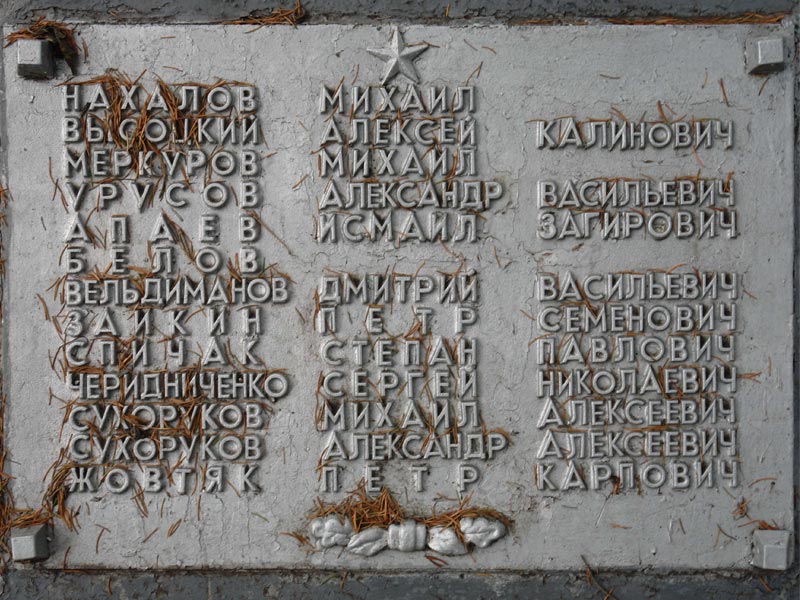 НАХАЛОВ МИХАИЛ
ВЫСОЦКИЙ АЛЕКСЕЙ КАЛИНОВИЧ
МЕРКУРОВ МИХАИЛ
УРУСОВ АЛЕКСАНДР ВАСИЛЬЕВИЧ
АПАЕВ ИСМАИЛ ЗАГИРОВИЧ
БЕЛОВ
ВЕЛЬДИМАНОВ ДМИТРИЙ ВАСИЛЬЕВИЧ
ЗАИКИН ПЕТР СЕМЕНОВИЧ
СПИЧАК СТЕПАН ПАВЛОВИЧ
ЧЕРИДНИЧЕНКО СЕРГЕЙ НИКОЛАЕВИЧ
СУХОРУКОВ МИХАИЛ АЛЕКСЕЕВИЧ
СУХОРУКОВ АЛЕКСАНДР АЛЕКСЕЕВИЧ
ЖОВТЯК ПЕТР КАРПОВИЧ